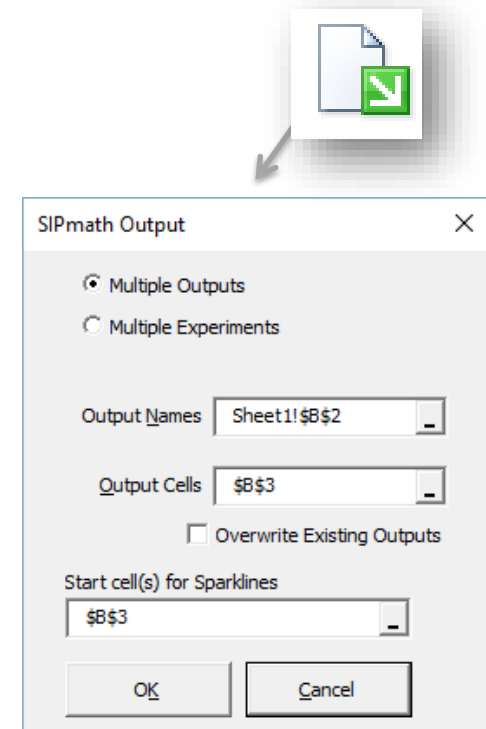 SIPmath Output
Multiple Outputs
Multiple Experiments
Output Names Sheet1!$B$2
Output Cells $B$3
Overwrite Existing Outputs
Start cell(s) for Sparklines
$B$3
OK Cancel